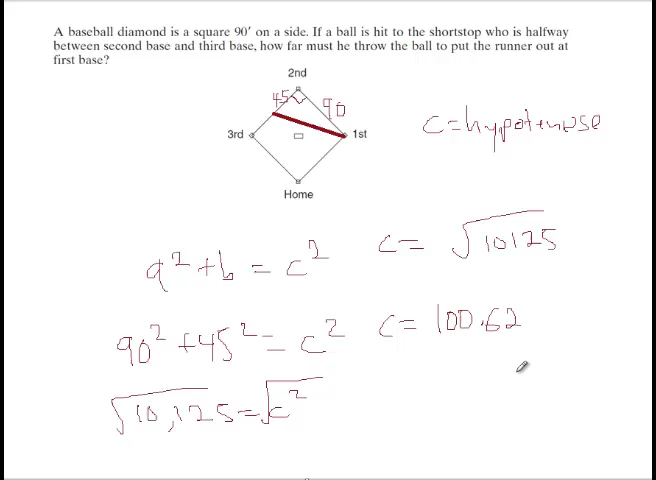 A baseball diamond is a square 90′ on a side. If a ball is hit to the shortstop who is halfway
between second base and third base, how far must he throw the ball to put the runner out at
first base?
2nd
45
90
3rd
1st
Home
c = hypotenuse
a² + b = c²
c = √10125
90² + 45² = c²
c = 100.62
√10,125 = √c²